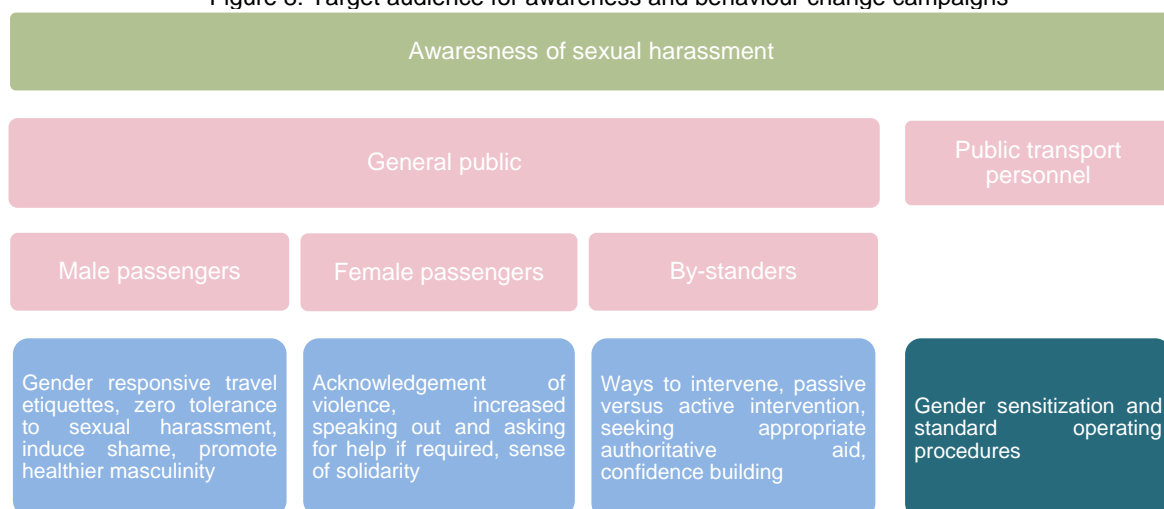 Figure 8: Target audience for awareness and behaviour change campaigns
Awaresness of sexual harassment
General public
Public transport
personnel
Male passengers
Female passengers
By-standers
Gender responsive travel
etiquettes, zero tolerance
to sexual harassment,
induce shame, promote
healthier masculinity
Acknowledgement of
violence, increased
speaking out and asking
for help if required, sense
of solidarity
Ways to intervene, passive
versus active intervention,
seeking appropriate
authoritative aid,
confidence building
Gender sensitization and
standard operating
procedures